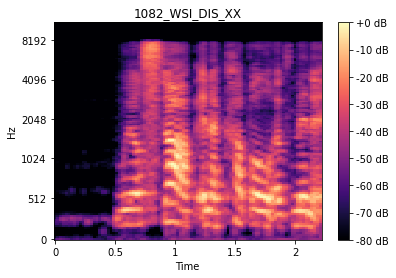 1082_WSI_DIS_XX
+0 dB
8192
-10 dB
4096
-20 dB
-30 dB
2048
Hz
-40 dB
1024
-50 dB
512
-60 dB
-70 dB
0
-80 dB
0
0.5
1
1.5
2
Time